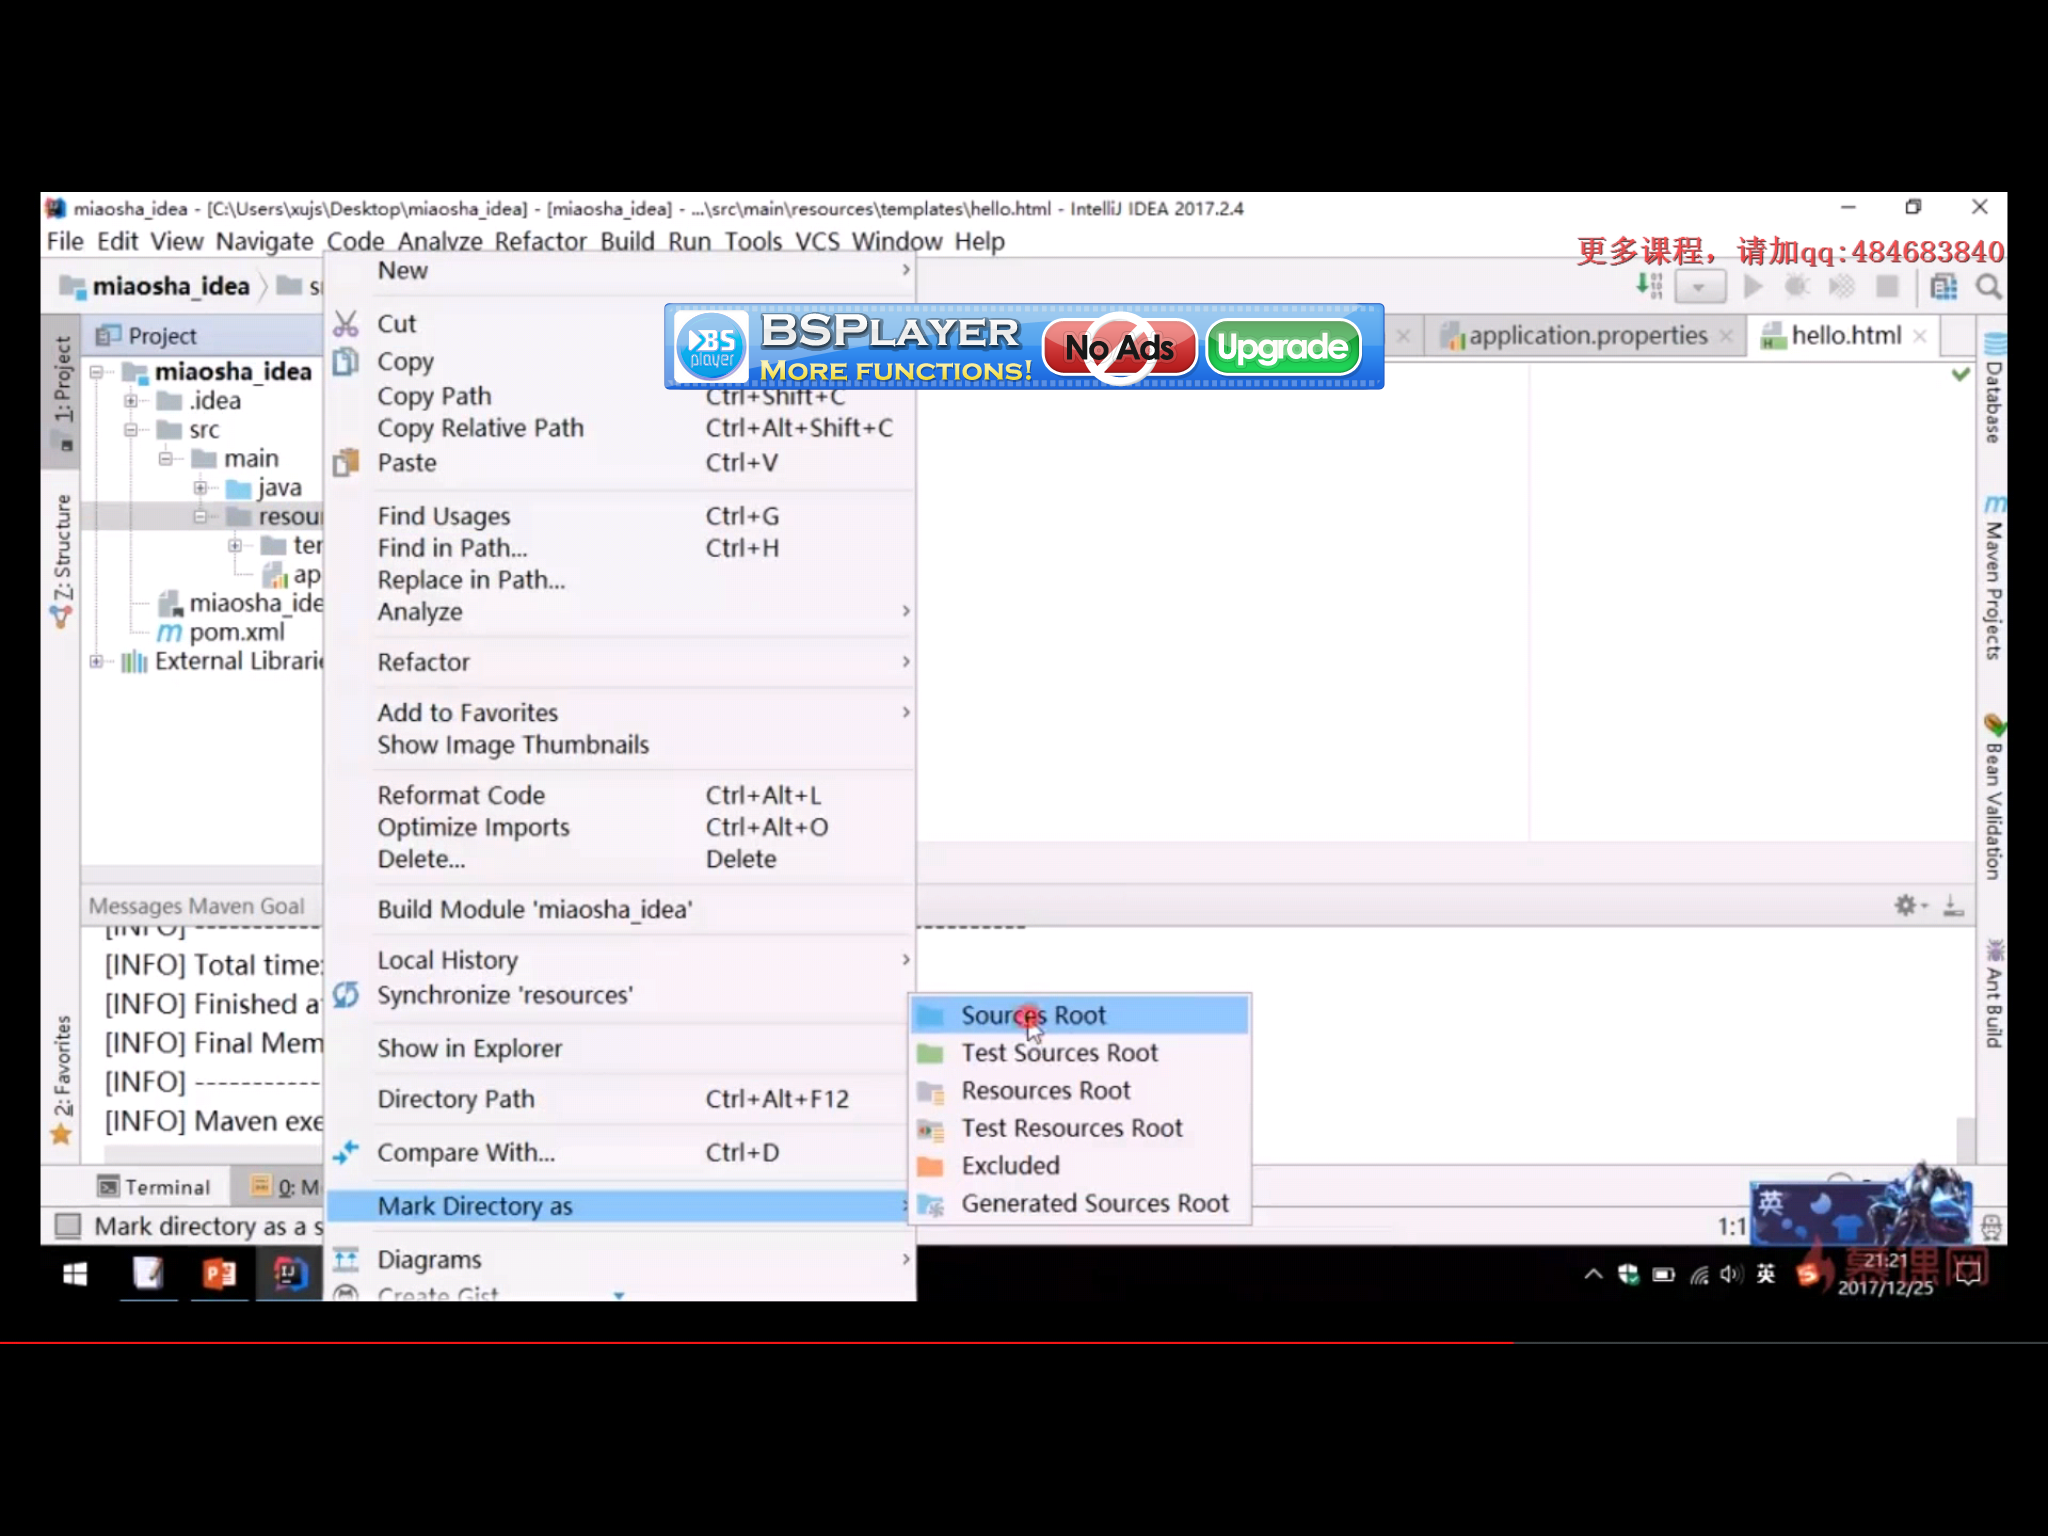 miaosha_idea - [C:\Users\xujs\Desktop\miaosha_idea] - [miaosha_idea] - ...\src\main\resources\templates\hello.html - IntelliJ IDEA 2017.2.4
File Edit View Navigate Code Analyze Refactor Build Run Tools VCS Window Help
更多课程，请加qq:484683840
miaosha_idea
BSPLAYER
MORE FUNCTIONS!
BS player
No Ads
Upgrade
application.properties
hello.html
1: Project
Z: Structure
2: Favorites
Project
miaosha_idea
.idea
src
main
java
resour
ter
ap
miaosha_ide
pom.xml
External Librari
New
Cut
Copy
Copy Path Ctrl+Shift+C
Copy Relative Path Ctrl+Alt+Shift+C
Paste Ctrl+V
Find Usages Ctrl+G
Find in Path... Ctrl+H
Replace in Path...
Analyze
Refactor
Add to Favorites
Show Image Thumbnails
Reformat Code Ctrl+Alt+L
Optimize Imports Ctrl+Alt+O
Delete... Delete
Build Module 'miaosha_idea'
Local History
Synchronize 'resources'
Show in Explorer
Directory Path Ctrl+Alt+F12
Compare With... Ctrl+D
Mark Directory as
Diagrams
Create Gist
Sources Root
Test Sources Root
Resources Root
Test Resources Root
Excluded
Generated Sources Root
Database
Maven Projects
Bean Validation
Ant Build
Messages Maven Goal
[INFO] -----------
[INFO] Total time:
[INFO] Finished a
[INFO] Final Mem
[INFO] -----------
[INFO] Maven exe
Terminal
0: M
Mark directory as a s
1:1
英
英
慕课网
21:21
2017/12/25